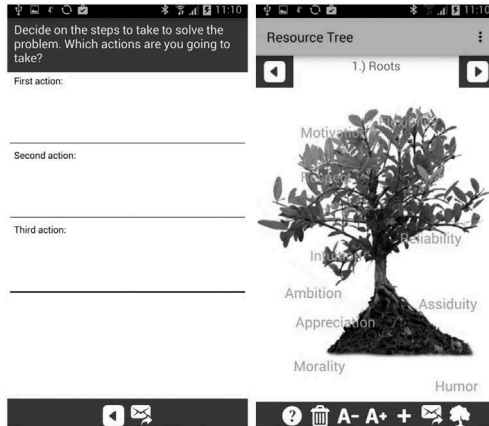 11:10
Decide on the steps to take to solve the
problem. Which actions are you going to
take?
First action:
Second action:
Third action:
11:10
Resource Tree
1.) Roots
Motivation
Respect
Reliability
Intuition
Ambition
Assiduity
Appreciation
Morality
Humor
A- A+ +